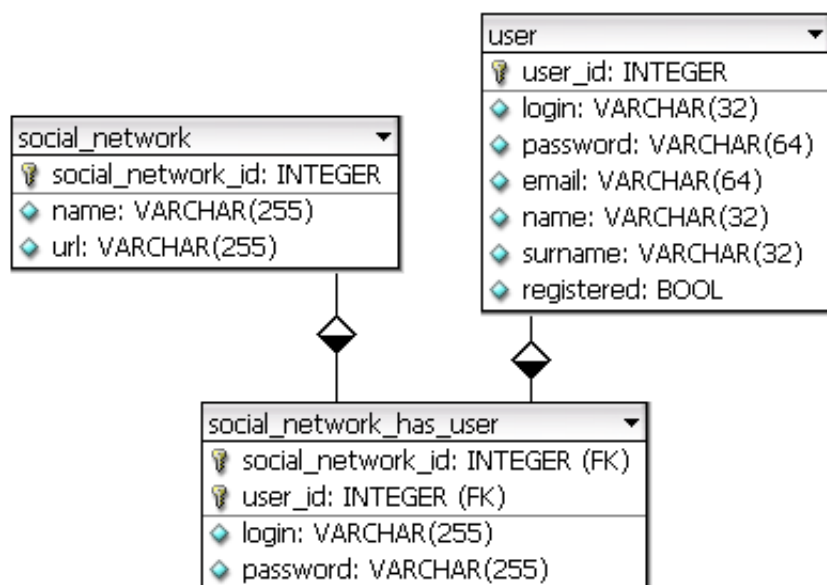 user
user_id: INTEGER
login: VARCHAR(32)
password: VARCHAR(64)
email: VARCHAR(64)
name: VARCHAR(32)
surname: VARCHAR(32)
registered: BOOL
social_network
social_network_id: INTEGER
name: VARCHAR(255)
url: VARCHAR(255)
social_network_has_user
social_network_id: INTEGER (FK)
user_id: INTEGER (FK)
login: VARCHAR(255)
password: VARCHAR(255)